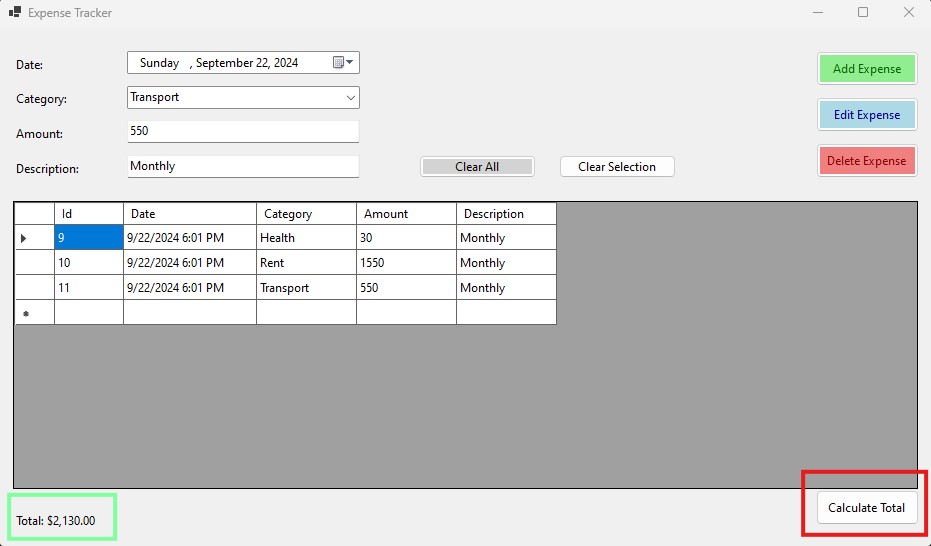 Expense Tracker
Date: Sunday , September 22, 2024 Add Expense
Category: Transport
Amount: 550 Edit Expense
Description: Monthly Clear All Clear Selection Delete Expense
Id Date Category Amount Description
9 9/22/2024 6:01 PM Health 30 Monthly
10 9/22/2024 6:01 PM Rent 1550 Monthly
11 9/22/2024 6:01 PM Transport 550 Monthly
Total: $2,130.00 Calculate Total